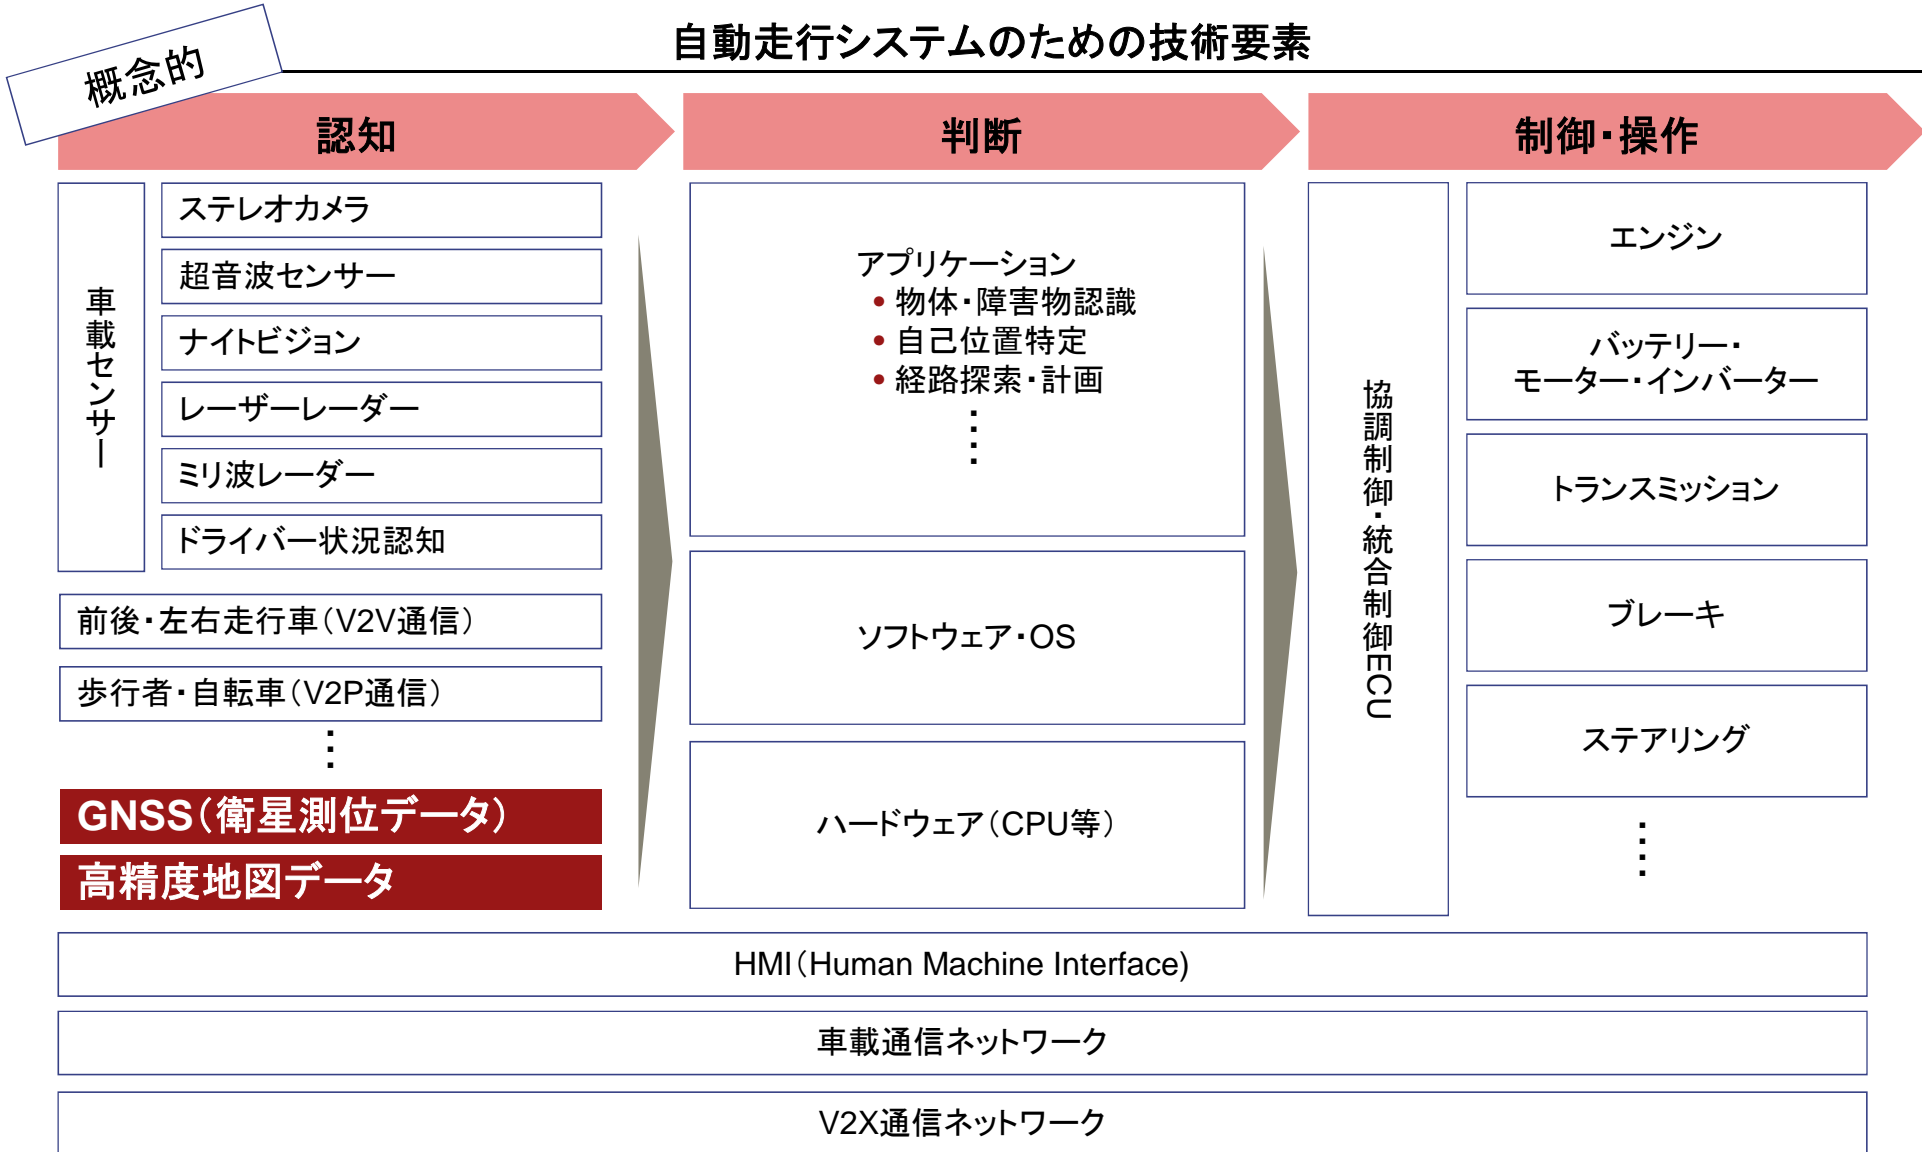 自動走行システムのための技術要素
概念的
認知
判断
制御・操作
車載センサー
ステレオカメラ
超音波センサー
ナイトビジョン
レーザーレーダー
ミリ波レーダー
ドライバー状況認知
前後・左右走行車（V2V通信）
歩行者・自転車（V2P通信）
⋮
GNSS（衛星測位データ）
高精度地図データ
アプリケーション
• 物体・障害物認識
• 自己位置特定
• 経路探索・計画
⋮
ソフトウェア・OS
ハードウェア（CPU等）
協調制御・統合制御ECU
エンジン
バッテリー・
モーター・インバーター
トランスミッション
ブレーキ
ステアリング
⋮
HMI（Human Machine Interface)
車載通信ネットワーク
V2X通信ネットワーク